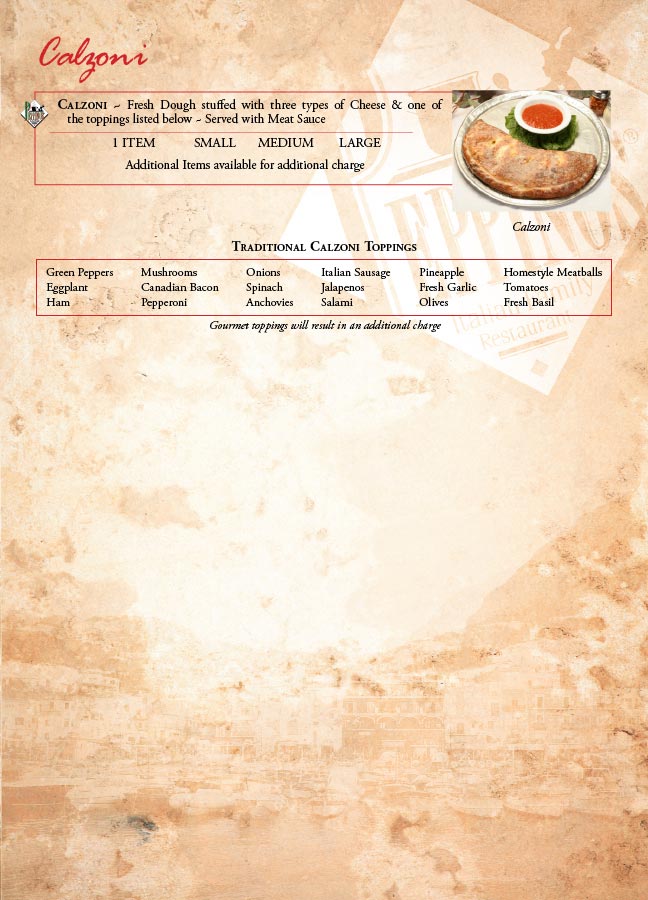 Calzoni
CALZONI ~ Fresh Dough stuffed with three types of Cheese & one of
the toppings listed below ~ Served with Meat Sauce
1 ITEM SMALL MEDIUM LARGE
Additional Items available for additional charge
Calzoni
TRADITIONAL CALZONI TOPPINGS
Green Peppers Mushrooms Onions Italian Sausage Pineapple Homestyle Meatballs
Eggplant Canadian Bacon Spinach Jalapenos Fresh Garlic Tomatoes
Ham Pepperoni Anchovies Salami Olives Fresh Basil
Gourmet toppings will result in an additional charge
Italian Family
Restaurant